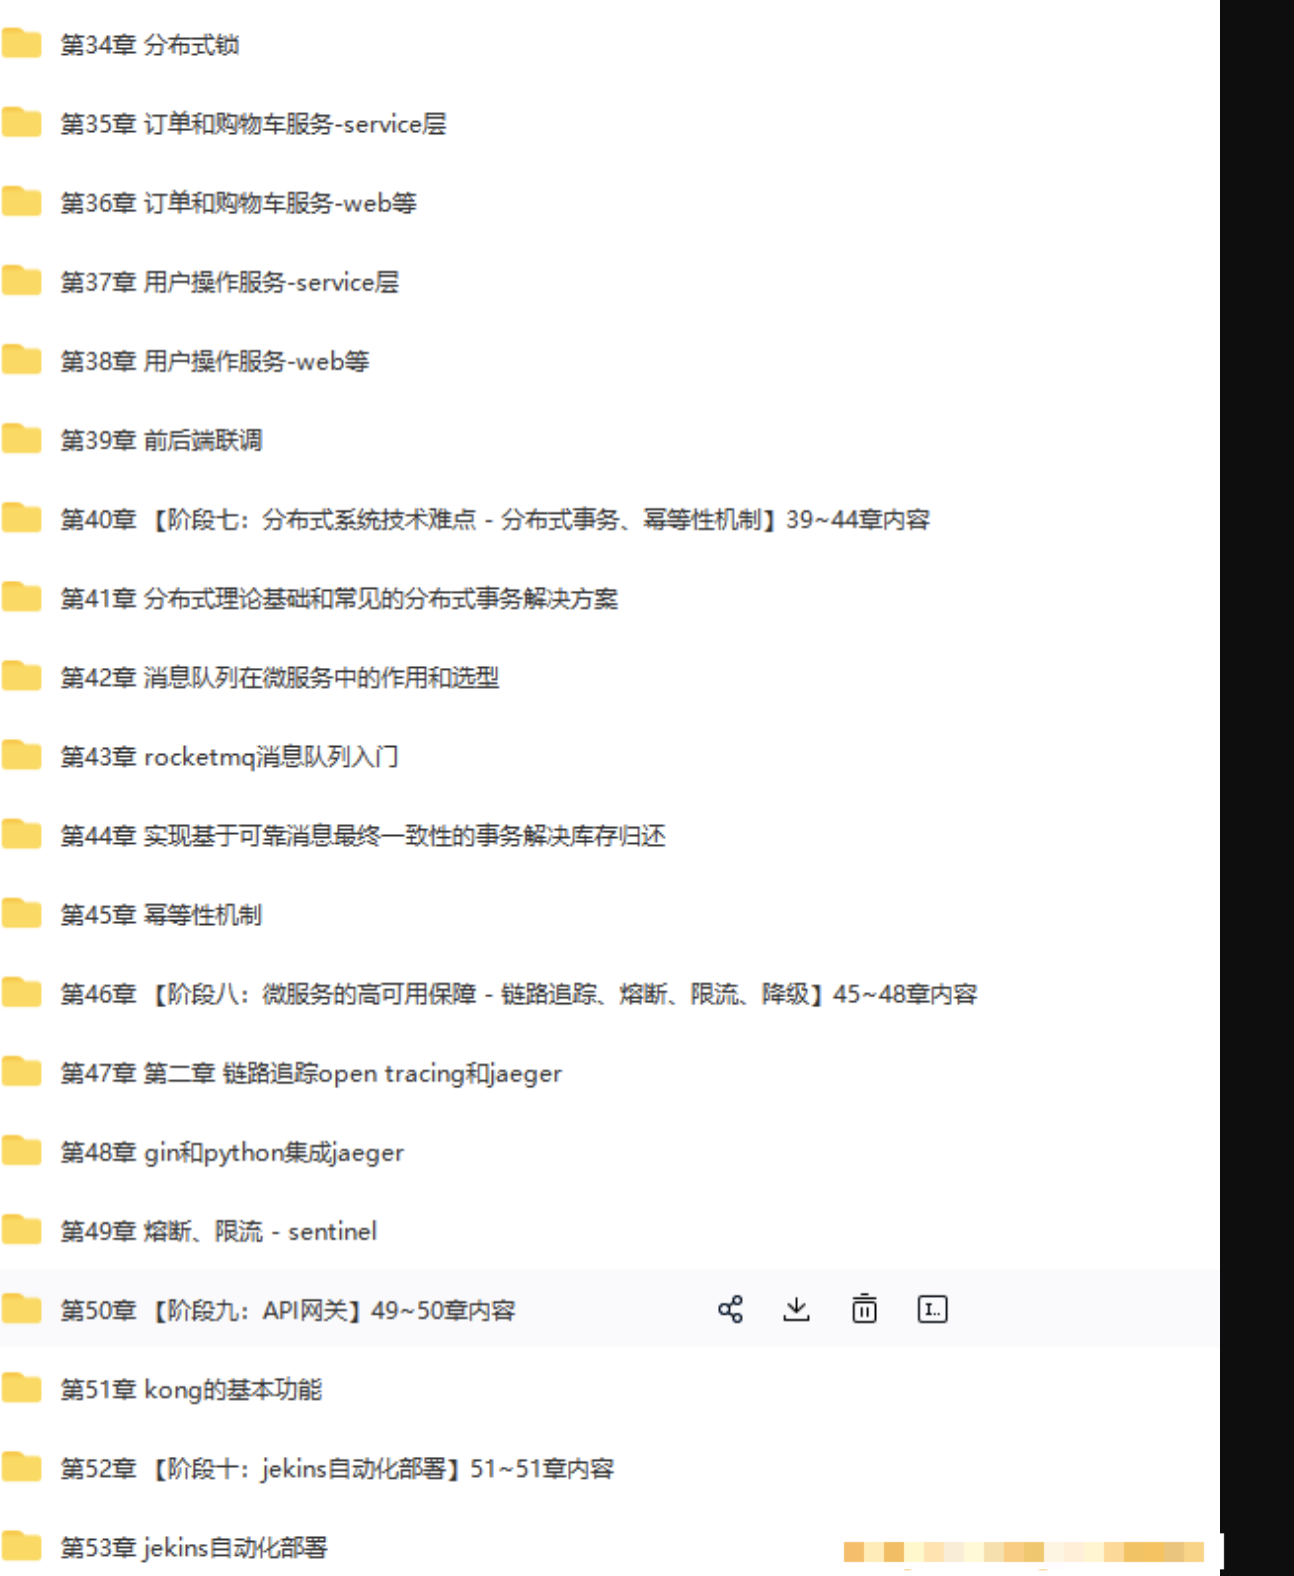 第34章 分布式锁
第35章 订单和购物车服务-service层
第36章 订单和购物车服务-web等
第37章 用户操作服务-service层
第38章 用户操作服务-web等
第39章 前后端联调
第40章 【阶段七：分布式系统技术难点 - 分布式事务、幂等性机制】39~44章内容
第41章 分布式理论基础和常见的分布式事务解决方案
第42章 消息队列在微服务中的作用和选型
第43章 rocketmq消息队列入门
第44章 实现基于可靠消息最终一致性的事务解决库存归还
第45章 幂等性机制
第46章 【阶段八：微服务的高可用保障 - 链路追踪、熔断、限流、降级】45~48章内容
第47章 第二章 链路追踪open tracing和jaeger
第48章 gin和python集成jaeger
第49章 熔断、限流 - sentinel
第50章 【阶段九：API网关】49~50章内容
第51章 kong的基本功能
第52章 【阶段十：jekins自动化部署】51~51章内容
第53章 jekins自动化部署